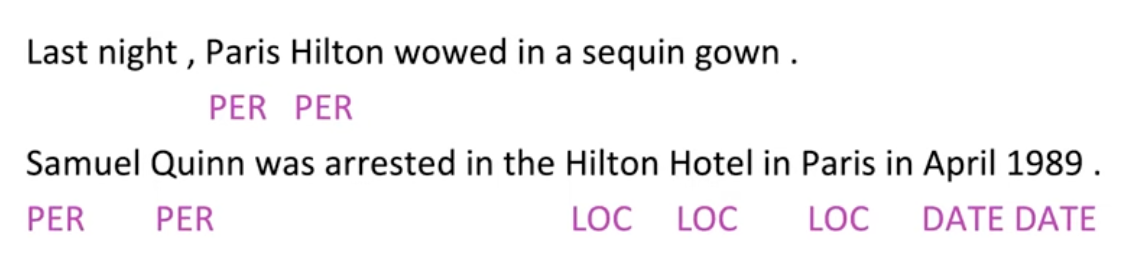 Last night , Paris Hilton wowed in a sequin gown .
PER PER
Samuel Quinn was arrested in the Hilton Hotel in Paris in April 1989 .
PER PER LOC LOC LOC DATE DATE